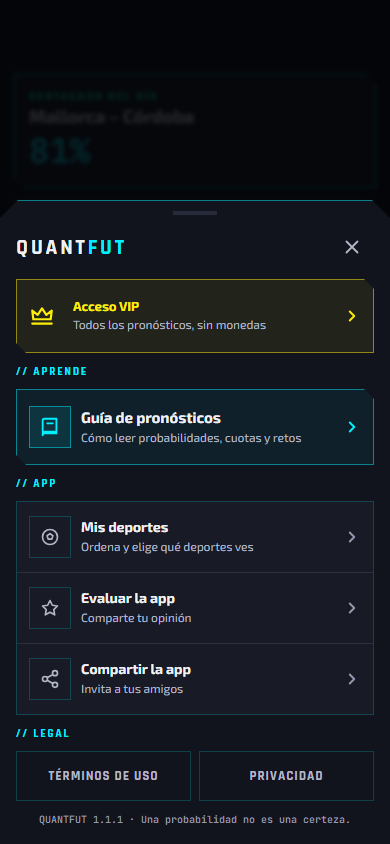 DESTACADO DEL DÍA
Mallorca – Córdoba
81%
QUANTFUT
Acceso VIP
Todos los pronósticos, sin monedas
// APRENDE
Guía de pronósticos
Cómo leer probabilidades, cuotas y retos
// APP
Mis deportes
Ordena y elige qué deportes ves
Evaluar la app
Comparte tu opinión
Compartir la app
Invita a tus amigos
// LEGAL
TÉRMINOS DE USO
PRIVACIDAD
QUANTFUT 1.1.1 · Una probabilidad no es una certeza.